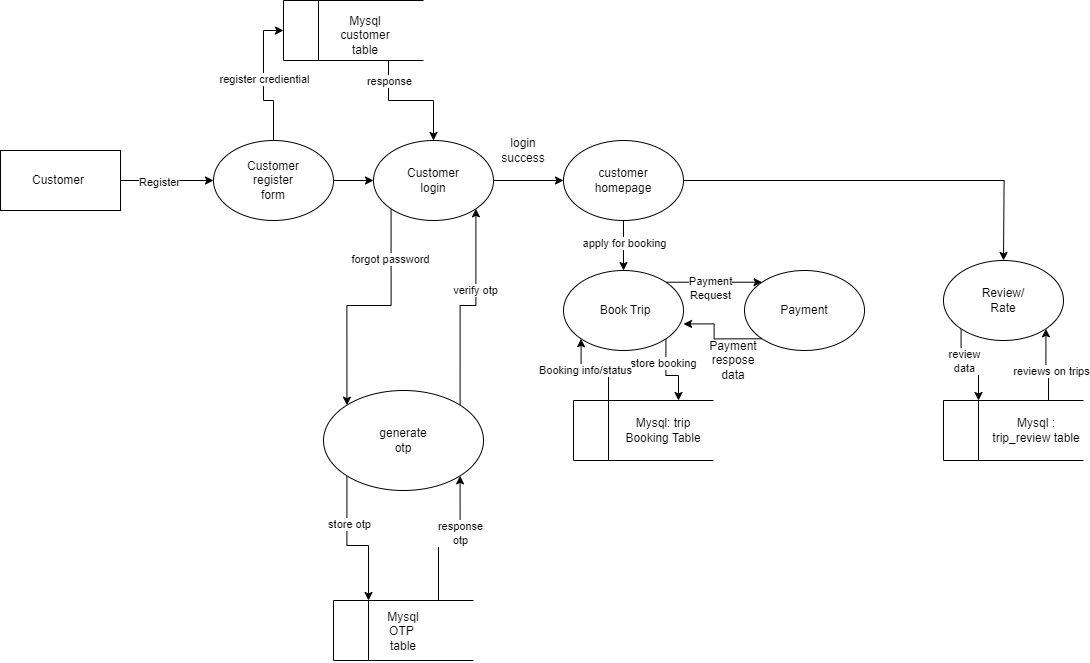 Mysql
customer
table
register crediential
response
Customer
Register
Customer
register
form
Customer
login
login
success
customer
homepage
forgot password
verify otp
apply for booking
Book Trip
Payment
Request
Payment
Payment
respose
data
Review/
Rate
Booking info/status
store booking
review
data
reviews on trips
Mysql: trip
Booking Table
Mysql :
trip_review table
generate
otp
store otp
response
otp
Mysql
OTP
table